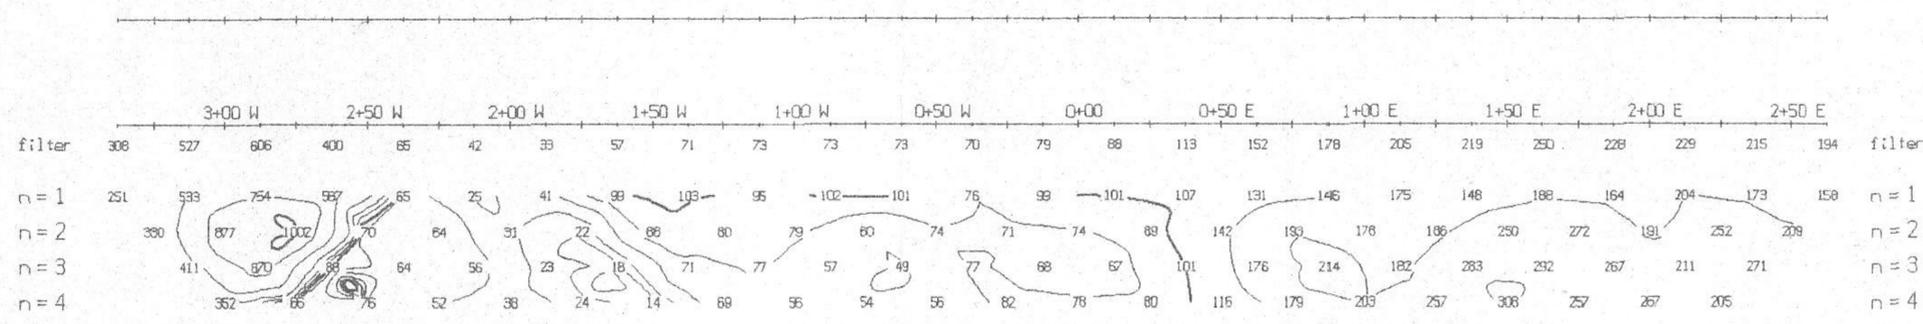 3+00 W 2+50 W 2+00 W 1+50 W 1+00 W 0+50 W 0+00 0+50 E 1+00 E 1+50 E 2+00 E 2+50 E
filter 308 527 606 400 85 42 33 57 71 73 73 73 70 79 88 113 152 178 205 219 250 228 229 215 194 filter
n = 1 251 533 754 587 65 25 41 99 103 95 102 101 76 99 101 107 131 146 175 148 188 164 204 173 158 n = 1
n = 2 380 877 1002 70 64 31 22 66 80 79 60 74 71 74 89 142 193 176 186 250 272 191 252 209 n = 2
n = 3 411 870 88 64 56 23 18 71 77 57 49 77 68 67 101 176 214 182 283 292 267 211 271 n = 3
n = 4 352 66 76 52 38 24 14 69 56 54 56 82 78 80 115 179 203 257 308 257 267 205 n = 4